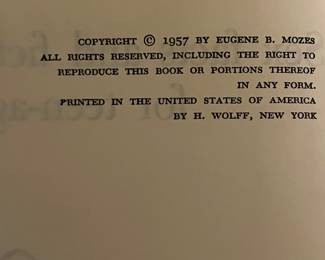 COPYRIGHT © 1957 BY EUGENE B. MOZES
ALL RIGHTS RESERVED, INCLUDING THE RIGHT TO
REPRODUCE THIS BOOK OR PORTIONS THEREOF
IN ANY FORM.
PRINTED IN THE UNITED STATES OF AMERICA
BY H. WOLFF, NEW YORK